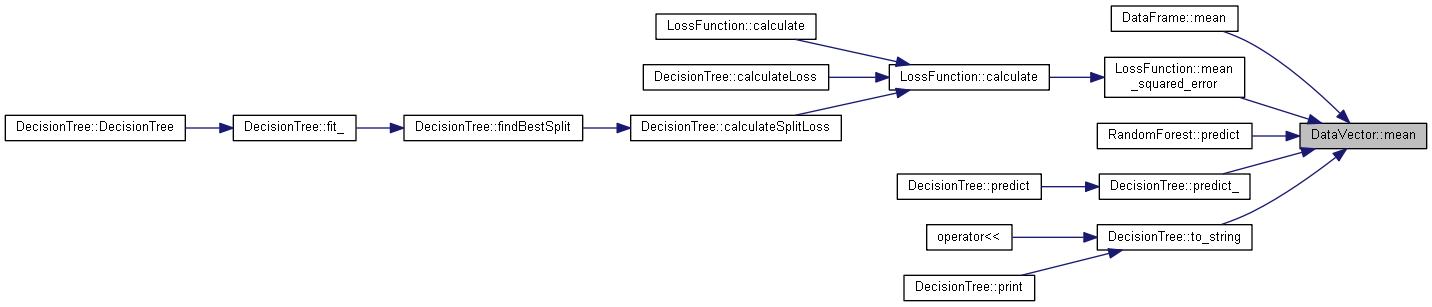 DataFrame::mean
LossFunction::calculate
LossFunction::mean
_squared_error
DecisionTree::calculateLoss
LossFunction::calculate
DecisionTree::DecisionTree
DecisionTree::fit_
DecisionTree::findBestSplit
DecisionTree::calculateSplitLoss
RandomForest::predict
DataVector::mean
DecisionTree::predict
DecisionTree::predict_
operator<<
DecisionTree::to_string
DecisionTree::print